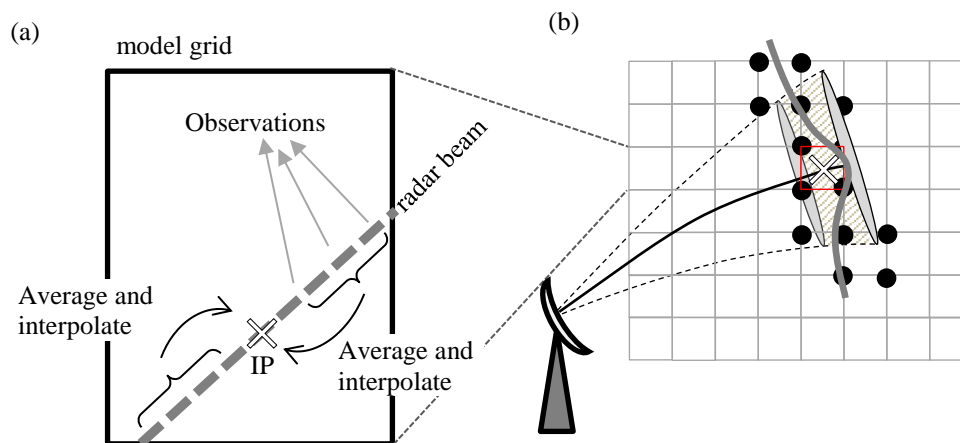 (a)
model grid
Observations
radar beam
Average and
interpolate
IP
Average and
interpolate
(b)